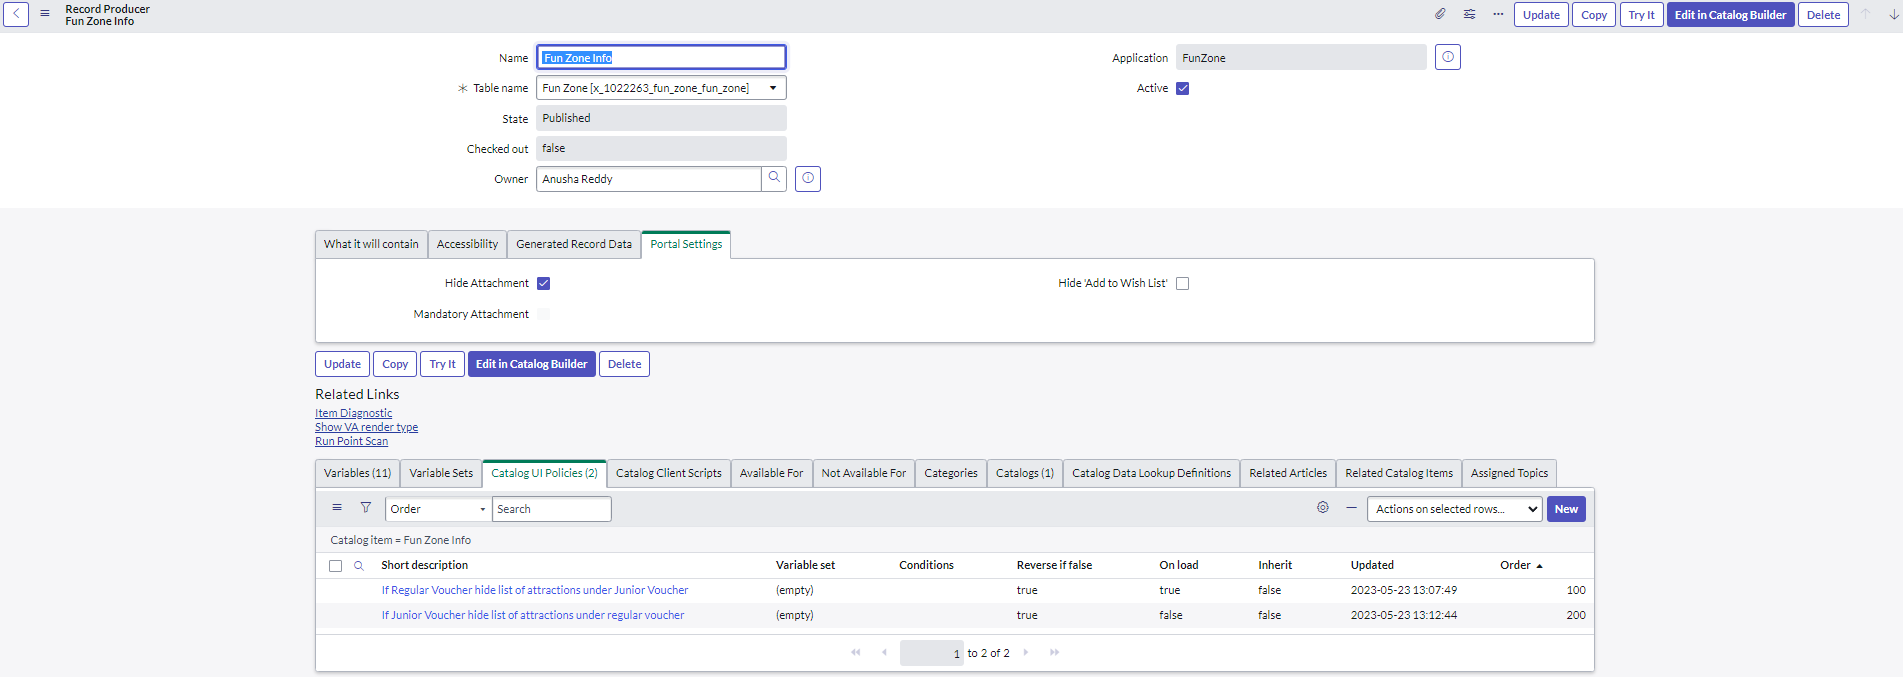 Record Producer
Fun Zone Info
Update Copy Try It Edit in Catalog Builder Delete
Name Fun Zone Info
Application FunZone
Table name Fun Zone [x_1022263_fun_zone_fun_zone]
Active
State Published
Checked out false
Owner Anusha Reddy
What it will contain Accessibility Generated Record Data Portal Settings
Hide Attachment
Hide 'Add to Wish List'
Mandatory Attachment
Update Copy Try It Edit in Catalog Builder Delete
Related Links
Item Diagnostic
Show VA render type
Run Point Scan
Variables (11) Variable Sets Catalog UI Policies (2) Catalog Client Scripts Available For Not Available For Categories Catalogs (1) Catalog Data Lookup Definitions Related Articles Related Catalog Items Assigned Topics
Order Search Actions on selected rows... New
Catalog item = Fun Zone Info
Short description Variable set Conditions Reverse if false On load Inherit Updated Order
If Regular Voucher hide list of attractions under Junior Voucher (empty) true true false 2023-05-23 13:07:49 100
If Junior Voucher hide list of attractions under regular voucher (empty) true false false 2023-05-23 13:12:44 200
1 to 2 of 2